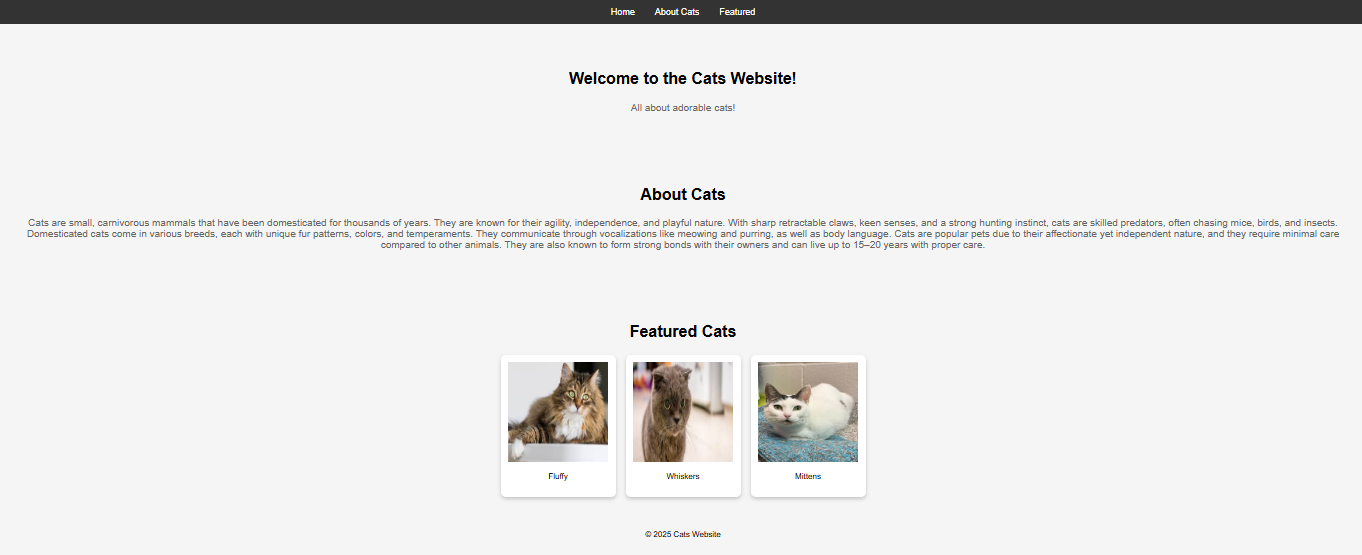 Home About Cats Featured
Welcome to the Cats Website!
All about adorable cats!
About Cats
Cats are small, carnivorous mammals that have been domesticated for thousands of years. They are known for their agility, independence, and playful nature. With sharp retractable claws, keen senses, and a strong hunting instinct, cats are skilled predators, often chasing mice, birds, and insects.
Domesticated cats come in various breeds, each with unique fur patterns, colors, and temperaments. They communicate through vocalizations like meowing and purring, as well as body language. Cats are popular pets due to their affectionate yet independent nature, and they require minimal care
compared to other animals. They are also known to form strong bonds with their owners and can live up to 15–20 years with proper care.
Featured Cats
Fluffy Whiskers Mittens
© 2025 Cats Website